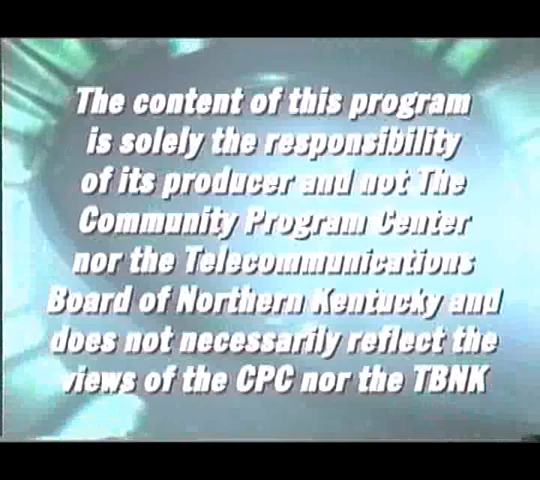 The content of this program
is solely the responsibility
of its producer and not The
Community Program Center
nor the Telecommunications
Board of Northern Kentucky and
does not necessarily reflect the
views of the CPC nor the TBNK